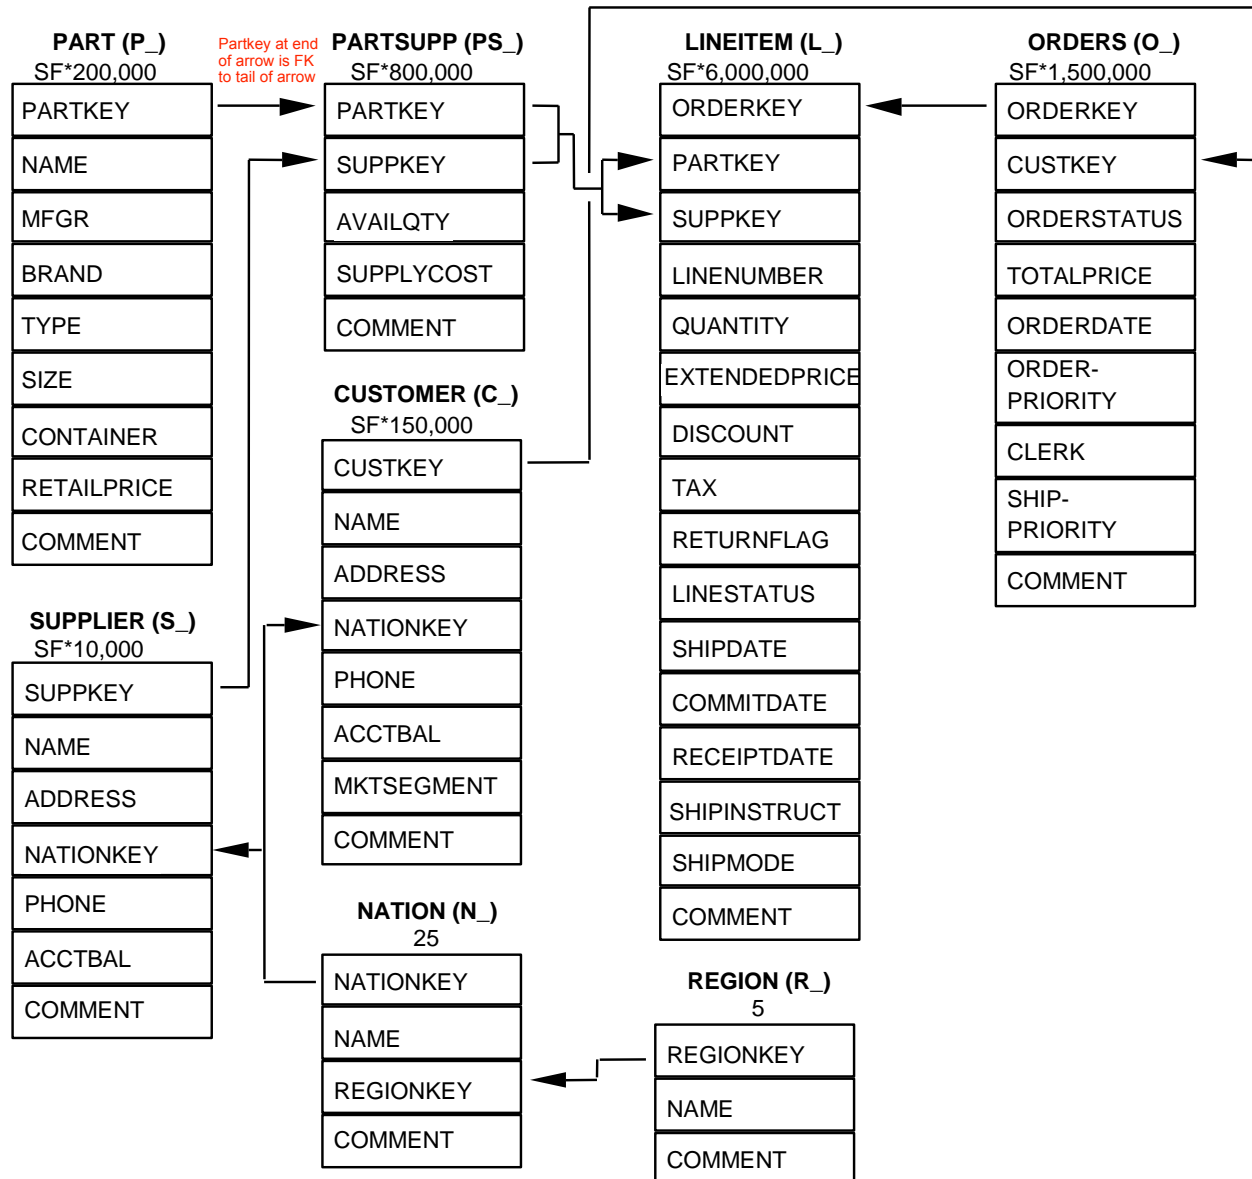 PART (P_)
SF*200,000
PARTKEY
NAME
MFGR
BRAND
TYPE
SIZE
CONTAINER
RETAILPRICE
COMMENT
Partkey at end
of arrow is FK
to tail of arrow
PARTSUPP (PS_)
SF*800,000
PARTKEY
SUPPKEY
AVAILQTY
SUPPLYCOST
COMMENT
LINEITEM (L_)
SF*6,000,000
ORDERKEY
PARTKEY
SUPPKEY
LINENUMBER
QUANTITY
EXTENDEDPRICE
DISCOUNT
TAX
RETURNFLAG
LINESTATUS
SHIPDATE
COMMITDATE
RECEIPTDATE
SHIPINSTRUCT
SHIPMODE
COMMENT
ORDERS (O_)
SF*1,500,000
ORDERKEY
CUSTKEY
ORDERSTATUS
TOTALPRICE
ORDERDATE
ORDER-
PRIORITY
CLERK
SHIP-
PRIORITY
COMMENT
CUSTOMER (C_)
SF*150,000
CUSTKEY
NAME
ADDRESS
NATIONKEY
PHONE
ACCTBAL
MKTSEGMENT
COMMENT
SUPPLIER (S_)
SF*10,000
SUPPKEY
NAME
ADDRESS
NATIONKEY
PHONE
ACCTBAL
COMMENT
NATION (N_)
25
NATIONKEY
NAME
REGIONKEY
COMMENT
REGION (R_)
5
REGIONKEY
NAME
COMMENT